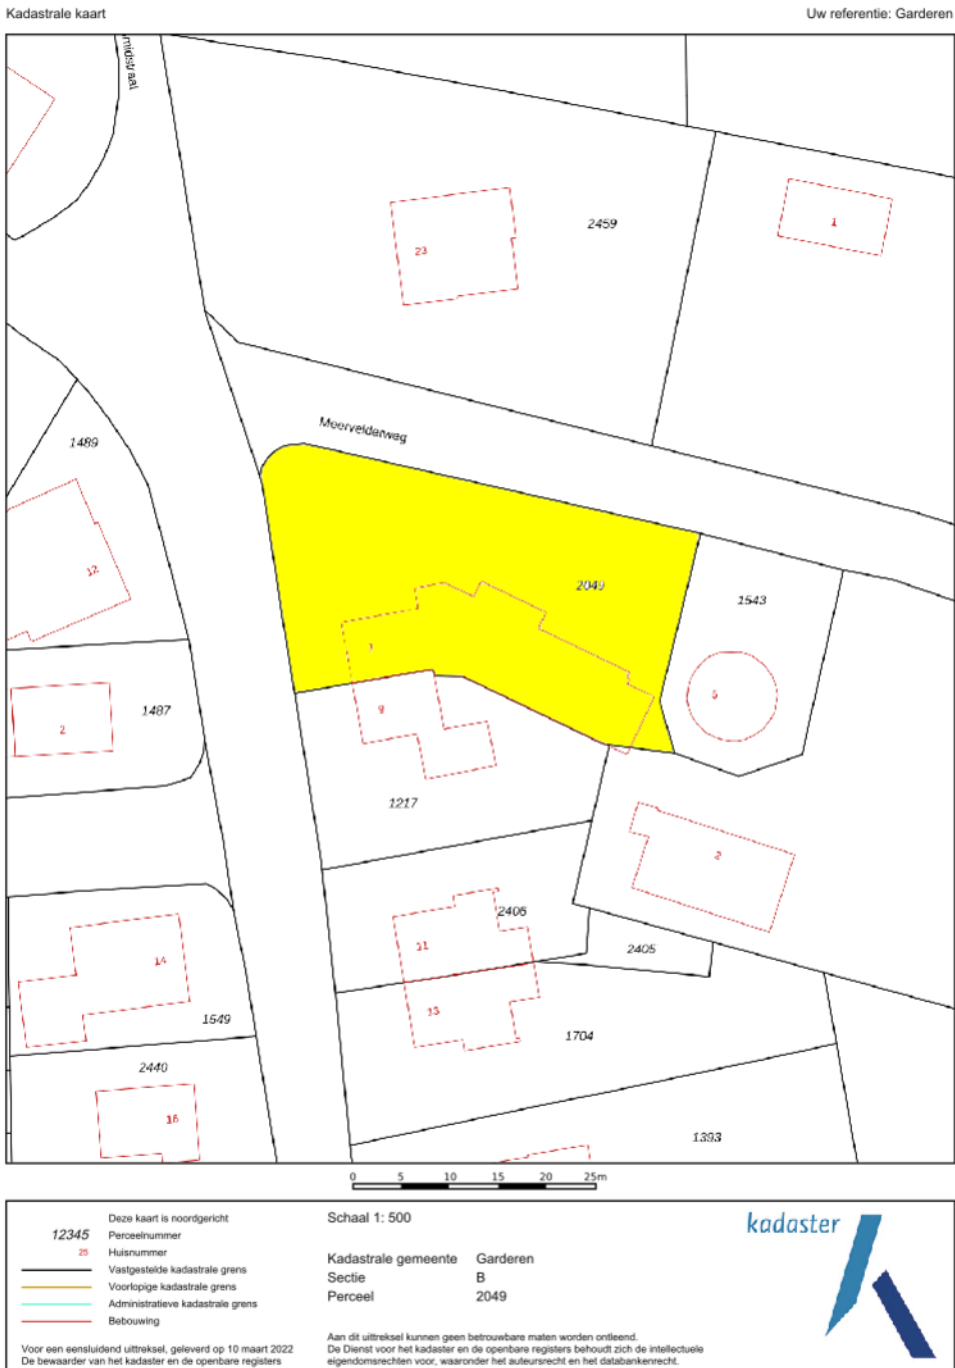 Kadastrale kaart
Uw referentie: Garderen
2459
1
23
Meervelderweg
1489
12
2049
1543
7
5
2
1487
9
1217
2
2406
11
2405
14
13
1549
1704
2440
16
1393
0 5 10 15 20 25m
Deze kaart is noordgericht
12345 Perceelnummer
25 Huisnummer
Vastgestelde kadastrale grens
Voorlopige kadastrale grens
Administratieve kadastrale grens
Bebouwing
Voor een eensluidend uittreksel, geleverd op 10 maart 2022
De bewaarder van het kadaster en de openbare registers
Schaal 1: 500
Kadastrale gemeente Garderen
Sectie B
Perceel 2049
Aan dit uittreksel kunnen geen betrouwbare maten worden ontleend.
De Dienst voor het kadaster en de openbare registers behoudt zich de intellectuele
eigendomsrechten voor, waaronder het auteursrecht en het databankenrecht.
kadaster